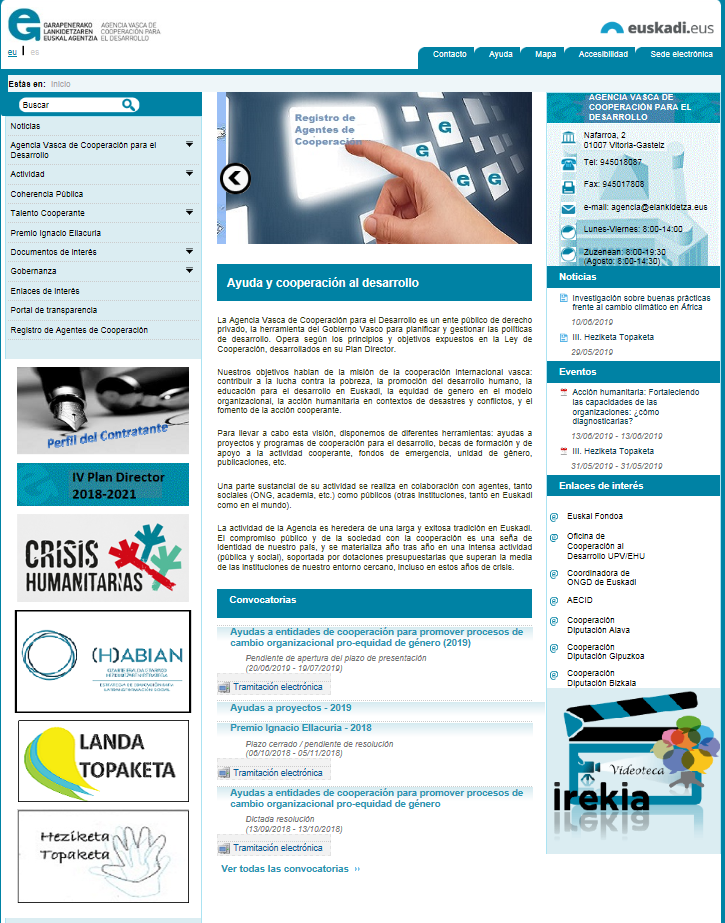 GARAPENERAKO
LANKIDETZAREN
EUSKAL AGENTZIA
AGENCIA VASCA DE
COOPERACIÓN PARA
EL DESARROLLO
euskadi.eus
eu | es
Contacto
Ayuda
Mapa
Accesibilidad
Sede electrónica
Estás en: Inicio
Buscar
Noticias
Agencia Vasca de Cooperación para el
Desarrollo
Actividad
Coherencia Pública
Talento Cooperante
Premio Ignacio Ellacuria
Documentos de Interés
Gobernanza
Enlaces de interés
Portal de transparencia
Registro de Agentes de Cooperación
Perfil del Contratante
IV Plan Director
2018-2021
CRISIS
HUMANITARIAS
(H)ABIAN
LANDA
TOPAKETA
Heziketa
Topaketa
Registro de
Agentes de
Cooperación
Ayuda y cooperación al desarrollo
La Agencia Vasca de Cooperación para el Desarrollo es un ente público de derecho
privado, la herramienta del Gobierno Vasco para planificar y gestionar las políticas
de desarrollo. Opera según los principios y objetivos expuestos en la Ley de
Cooperación, desarrollados en su Plan Director.
Nuestros objetivos hablan de la misión de la cooperación internacional vasca:
contribuir a la lucha contra la pobreza, la promoción del desarrollo humano, la
educación para el desarrollo en Euskadi, la equidad de genero en el modelo
organizacional, la acción humanitaria en contextos de desastres y conflictos, y el
fomento de la acción cooperante.
Para llevar a cabo esta visión, disponemos de diferentes herramientas: ayudas a
proyectos y programas de cooperación para el desarrollo, becas de formación y de
apoyo a la actividad cooperante, fondos de emergencia, unidad de género,
publicaciones, etc.
Una parte sustancial de su actividad se realiza en colaboración con agentes, tanto
sociales (ONG, academia, etc.) como públicos (otras instituciones, tanto en Euskadi
como en el mundo).
La actividad de la Agencia es heredera de una larga y exitosa tradición en Euskadi.
El compromiso público y de la sociedad con la cooperación es una seña de
identidad de nuestro país, y se materializa año tras año en una intensa actividad
(pública y social), soportada por dotaciones presupuestarias que superan la media
de las instituciones de nuestro entorno cercano, incluso en estos años de crisis.
Convocatorias
Ayudas a entidades de cooperación para promover procesos de
cambio organizacional pro-equidad de género (2019)
Pendiente de apertura del plazo de presentación
(20/06/2019 - 19/07/2019)
Tramitación electrónica
Ayudas a proyectos - 2019
Premio Ignacio Ellacuria - 2018
Plazo cerrado / pendiente de resolución
(06/10/2018 - 05/11/2018)
Tramitación electrónica
Ayudas a entidades de cooperación para promover procesos de
cambio organizacional pro-equidad de género
Dictada resolución
(13/09/2018 - 13/10/2018)
Tramitación electrónica
Ver todas las convocatorias ››
AGENCIA VASCA DE
COOPERACIÓN PARA EL
DESARROLLO
Nafarroa, 2
01007 Vitoria-Gasteiz
Tel: 945018087
Fax: 945017808
e-mail: agencia@elankidetza.eus
Lunes-Viernes: 8:00-14:00
Zuzenean: 8:00-19:30
(Agosto: 8:00-14:30)
Noticias
Investigación sobre buenas prácticas
frente al cambio climático en África
10/06/2019
III. Heziketa Topaketa
29/05/2019
Eventos
Acción humanitaria: Fortaleciendo
las capacidades de las
organizaciones: ¿cómo
diagnosticarlas?
13/06/2019 - 13/06/2019
III. Heziketa Topaketa
31/05/2019 - 31/05/2019
Enlaces de interés
Euskal Fondoa
Oficina de
Cooperación al
Desarrollo UPV/EHU
Coordinadora de
ONGD de Euskadi
AECID
Cooperación
Diputación Alava
Cooperación
Diputación Gipuzkoa
Cooperación
Diputación Bizkaia
Videoteca
irekia